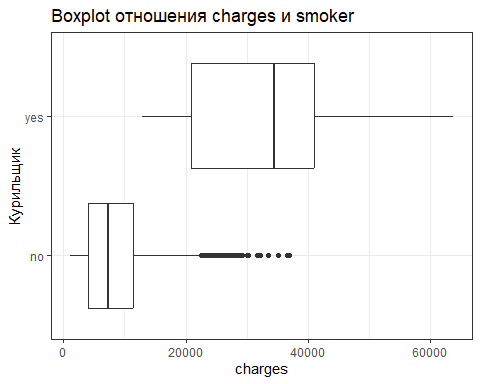 Boxplot отношения charges и smoker
Курильщик
yes
no
0 20000 40000 60000
charges